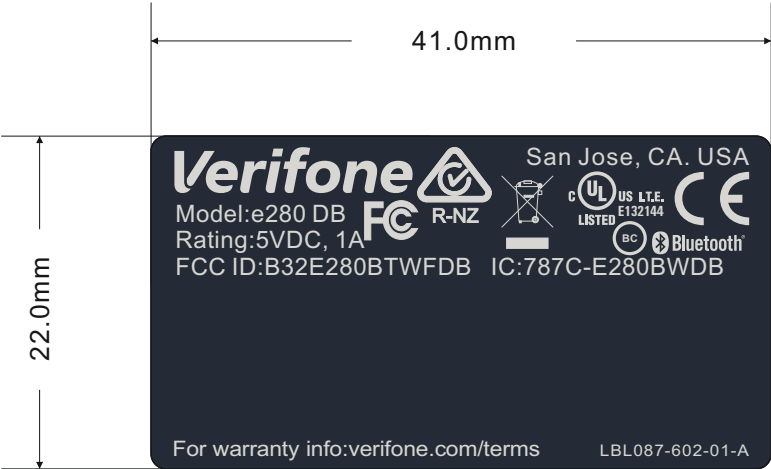 41.0mm
22.0mm
Verifone
San Jose, CA. USA
Model:e280 DB
FC
R-NZ
C UL US I.T.E.
LISTED E132144
CE
Rating:5VDC, 1A
BC
Bluetooth®
FCC ID:B32E280BTWFDB IC:787C-E280BWDB
For warranty info:verifone.com/terms LBL087-602-01-A